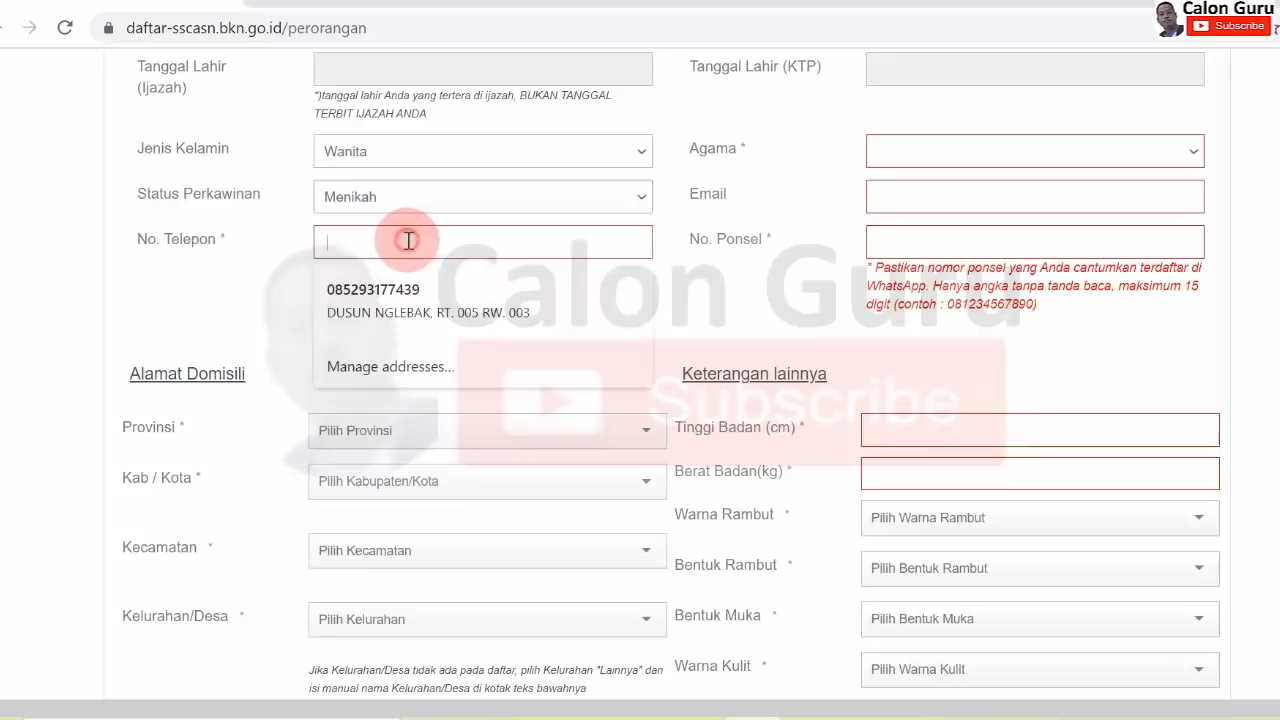 Calon Guru
Subscribe
daftar-sscasn.bkn.go.id/perorangan
Tanggal Lahir
(Ijazah)
*)tanggal lahir Anda yang tertera di ijazah, BUKAN TANGGAL
TERBIT IJAZAH ANDA
Tanggal Lahir (KTP)
Jenis Kelamin
Wanita
Agama *
Status Perkawinan
Menikah
Email
No. Telepon *
No. Ponsel *
* Pastikan nomor ponsel yang Anda cantumkan terdaftar di
WhatsApp. Hanya angka tanpa tanda baca, maksimum 15
digit (contoh : 081234567890)
085293177439
DUSUN NGLEBAK, RT. 005 RW. 003
Manage addresses...
Calon Guru
Subscribe
Alamat Domisili
Keterangan lainnya
Provinsi *
Pilih Provinsi
Tinggi Badan (cm) *
Kab / Kota *
Pilih Kabupaten/Kota
Berat Badan(kg) *
Warna Rambut *
Pilih Warna Rambut
Kecamatan *
Pilih Kecamatan
Bentuk Rambut *
Pilih Bentuk Rambut
Kelurahan/Desa *
Pilih Kelurahan
Bentuk Muka *
Pilih Bentuk Muka
Jika Kelurahan/Desa tidak ada pada daftar, pilih Kelurahan "Lainnya" dan
isi manual nama Kelurahan/Desa di kotak teks bawahnya
Warna Kulit *
Pilih Warna Kulit